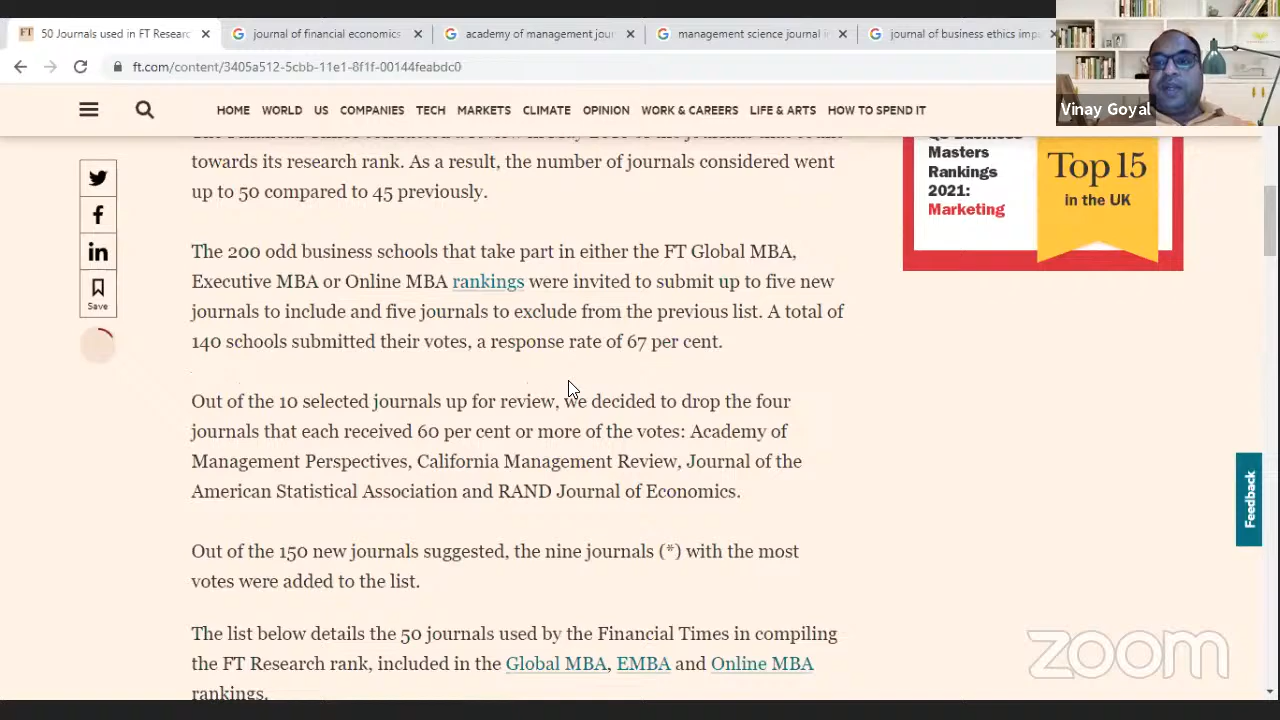 FT 50 Journals used in FT Researc
journal of financial economics
academy of management jour
management science journal in
journal of business ethics impa
ft.com/content/3405a512-5cbb-11e1-8f1f-00144feabdc0
Vinay Goyal
HOME WORLD US COMPANIES TECH MARKETS CLIMATE OPINION WORK & CAREERS LIFE & ARTS HOW TO SPEND IT
towards its research rank. As a result, the number of journals considered went
up to 50 compared to 45 previously.
Save
The 200 odd business schools that take part in either the FT Global MBA,
Executive MBA or Online MBA rankings were invited to submit up to five new
journals to include and five journals to exclude from the previous list. A total of
140 schools submitted their votes, a response rate of 67 per cent.
Out of the 10 selected journals up for review, we decided to drop the four
journals that each received 60 per cent or more of the votes: Academy of
Management Perspectives, California Management Review, Journal of the
American Statistical Association and RAND Journal of Economics.
Out of the 150 new journals suggested, the nine journals (*) with the most
votes were added to the list.
The list below details the 50 journals used by the Financial Times in compiling
the FT Research rank, included in the Global MBA, EMBA and Online MBA
rankings.
Masters
Rankings
2021:
Marketing
Top 15
in the UK
Feedback
zoom